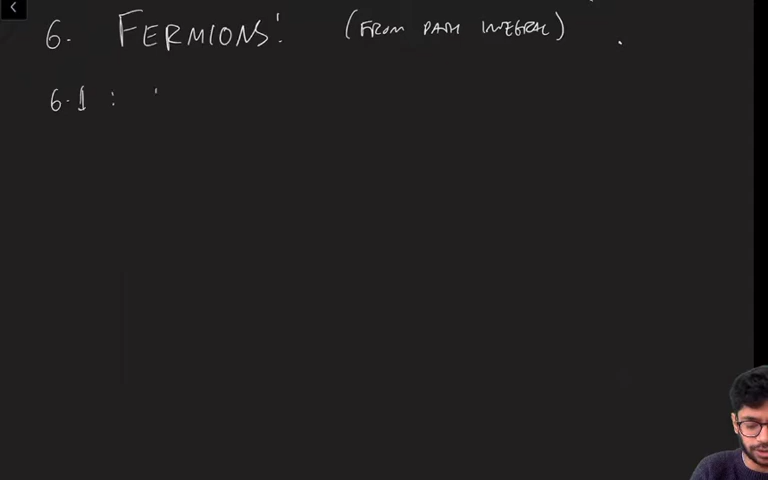 6. FERMIONS! (FROM PATH INTEGRAL).
6.1 :